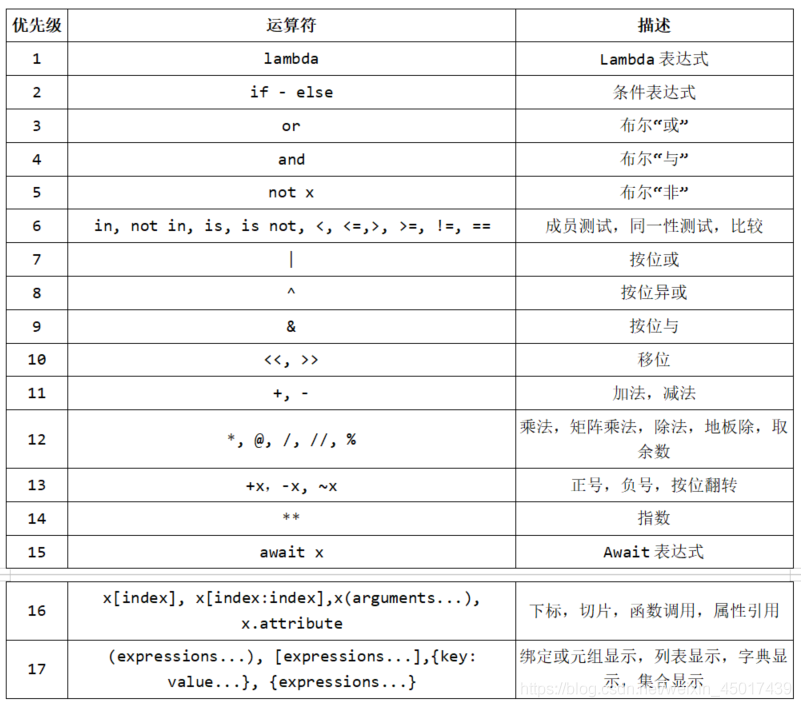 优先级 运算符 描述
1 lambda Lambda 表达式
2 if - else 条件表达式
3 or 布尔“或”
4 and 布尔“与”
5 not x 布尔“非”
6 in, not in, is, is not, <, <=,>, >=, !=, == 成员测试，同一性测试，比较
7 | 按位或
8 ^ 按位异或
9 & 按位与
10 <<, >> 移位
11 +, - 加法，减法
12 *, @, /, //, % 乘法，矩阵乘法，除法，地板除，取
余数
13 +x，-x, ~x 正号，负号，按位翻转
14 ** 指数
15 await x Await 表达式
16 x[index], x[index:index],x(arguments...),
x.attribute 下标，切片，函数调用，属性引用
17 (expressions...), [expressions...],{key:
value...}, {expressions...} 绑定或元组显示，列表显示，字典显
示，集合显示
https://blog.csdn.net/weixin_45017439